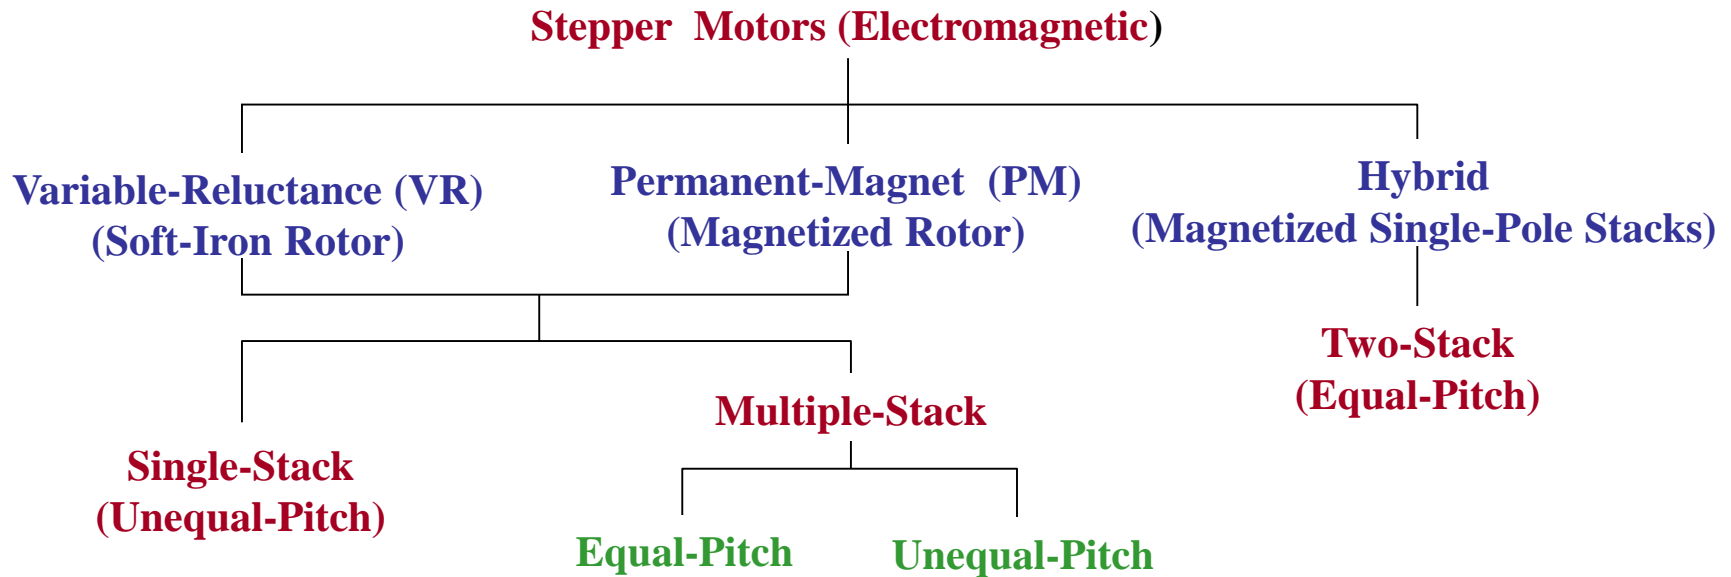 Stepper Motors (Electromagnetic)
Variable-Reluctance (VR)
(Soft-Iron Rotor)
Permanent-Magnet (PM)
(Magnetized Rotor)
Hybrid
(Magnetized Single-Pole Stacks)
Single-Stack
(Unequal-Pitch)
Multiple-Stack
Two-Stack
(Equal-Pitch)
Equal-Pitch
Unequal-Pitch